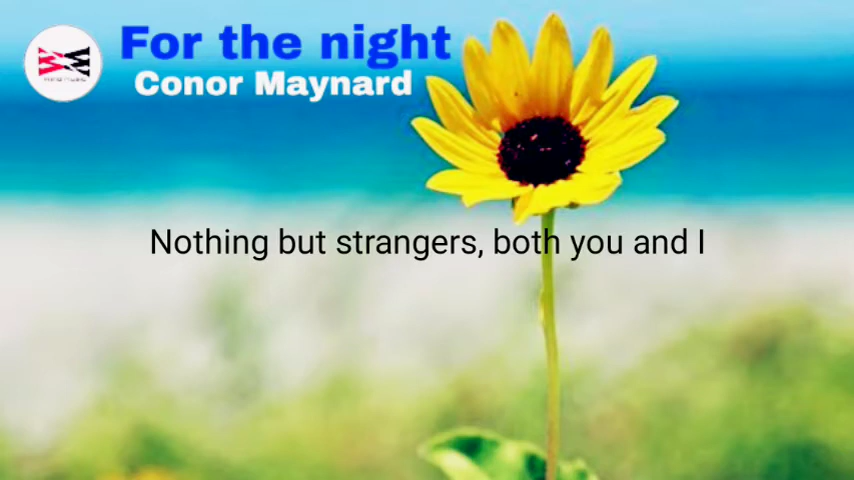 For the night
Conor Maynard
Nothing but strangers, both you and I